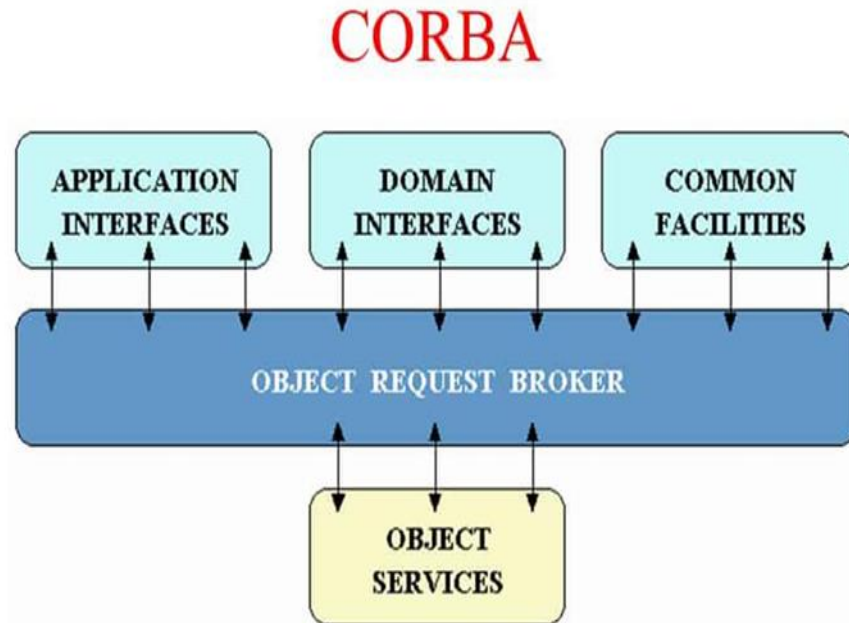 CORBA
APPLICATION
INTERFACES
DOMAIN
INTERFACES
COMMON
FACILITIES
OBJECT REQUEST BROKER
OBJECT
SERVICES